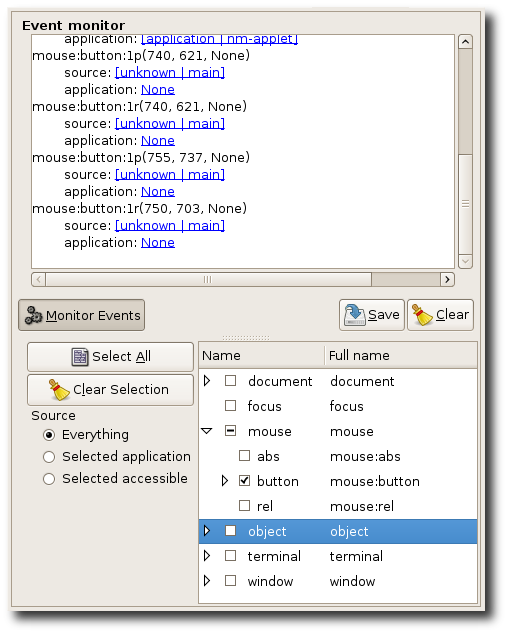 Event monitor
application: [application | nm-applet]
mouse:button:1p(740, 621, None)
source: [unknown | main]
application: None
mouse:button:1r(740, 621, None)
source: [unknown | main]
application: None
mouse:button:1p(755, 737, None)
source: [unknown | main]
application: None
mouse:button:1r(750, 703, None)
source: [unknown | main]
application: None
Monitor Events
Save
Clear
Select All
Clear Selection
Source
Everything
Selected application
Selected accessible
Name Full name
document document
focus focus
mouse mouse
abs mouse:abs
button mouse:button
rel mouse:rel
object object
terminal terminal
window window